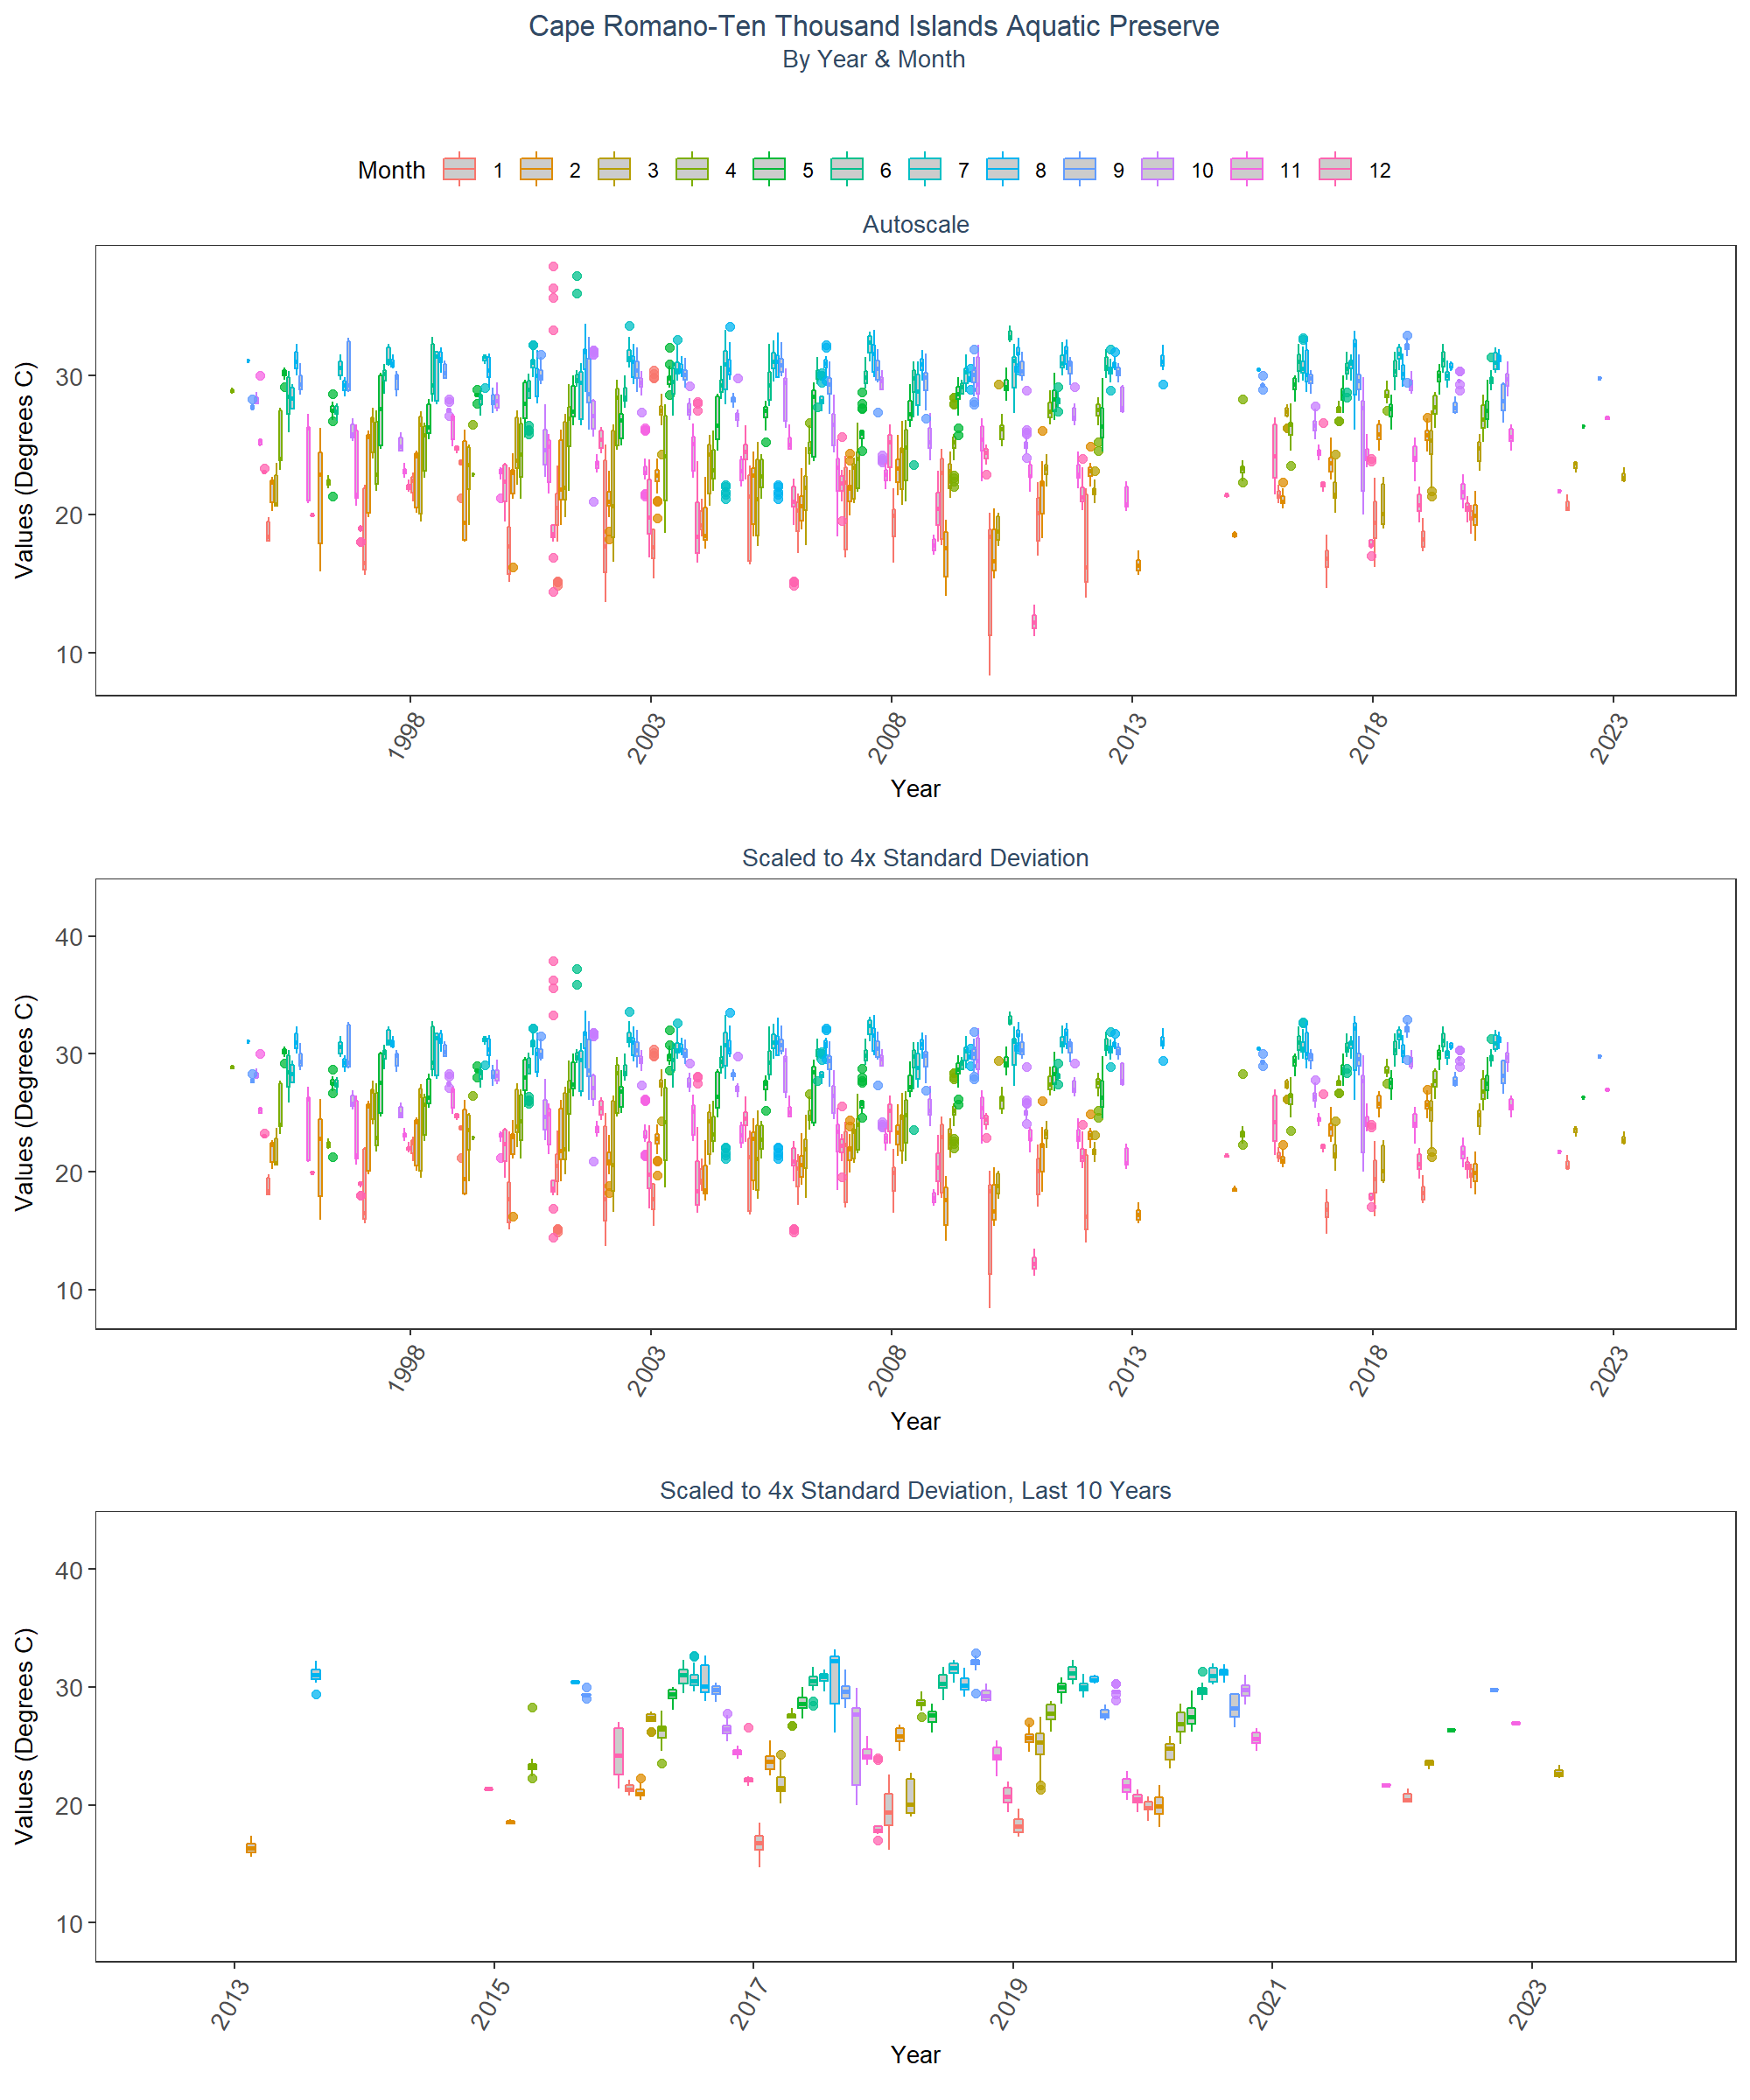 Cape Romano-Ten Thousand Islands Aquatic Preserve
By Year & Month
Month 1 2 3 4 5 6 7 8 9 10 11 12
Autoscale
Values (Degrees C)
30
20
10
1998 2003 2008 2013 2018 2023
Year
Scaled to 4x Standard Deviation
Values (Degrees C)
40
30
20
10
1998 2003 2008 2013 2018 2023
Year
Scaled to 4x Standard Deviation, Last 10 Years
Values (Degrees C)
40
30
20
10
2013 2015 2017 2019 2021 2023
Year